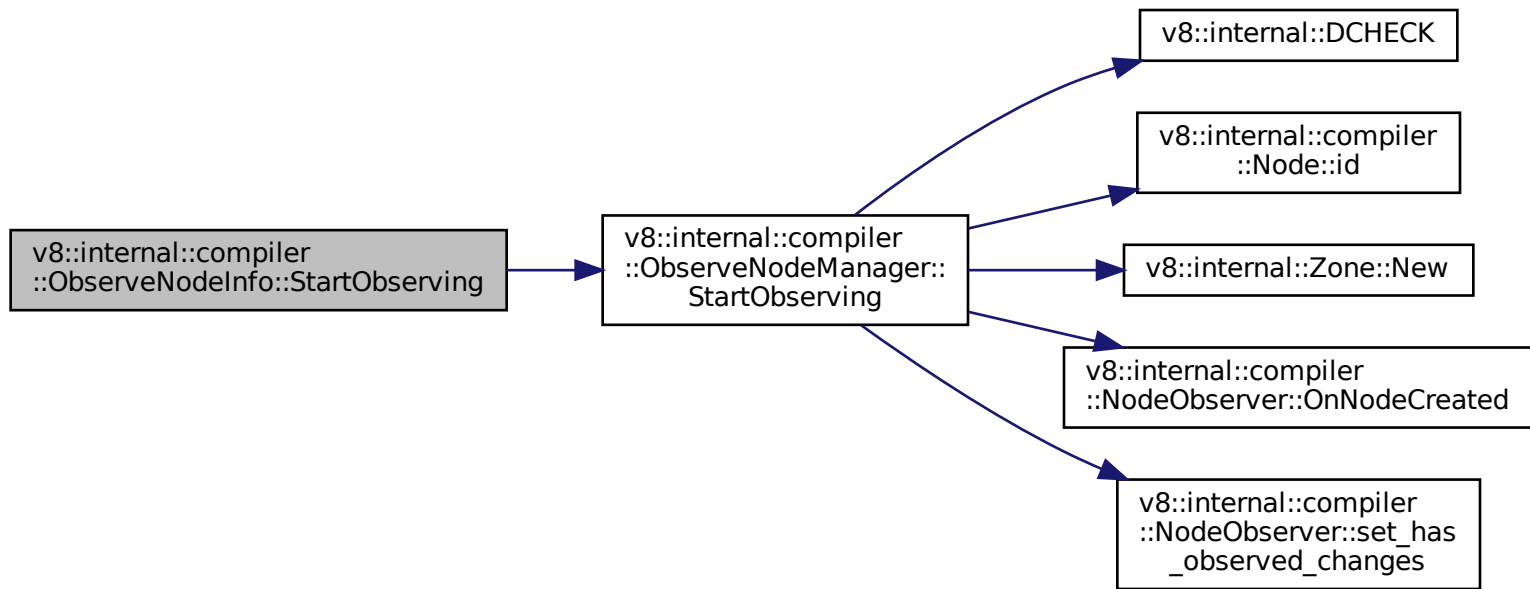 v8::internal::compiler
::ObserveNodeInfo::StartObserving
v8::internal::compiler
::ObserveNodeManager::
StartObserving
v8::internal::DCHECK
v8::internal::compiler
::Node::id
v8::internal::Zone::New
v8::internal::compiler
::NodeObserver::OnNodeCreated
v8::internal::compiler
::NodeObserver::set_has
_observed_changes